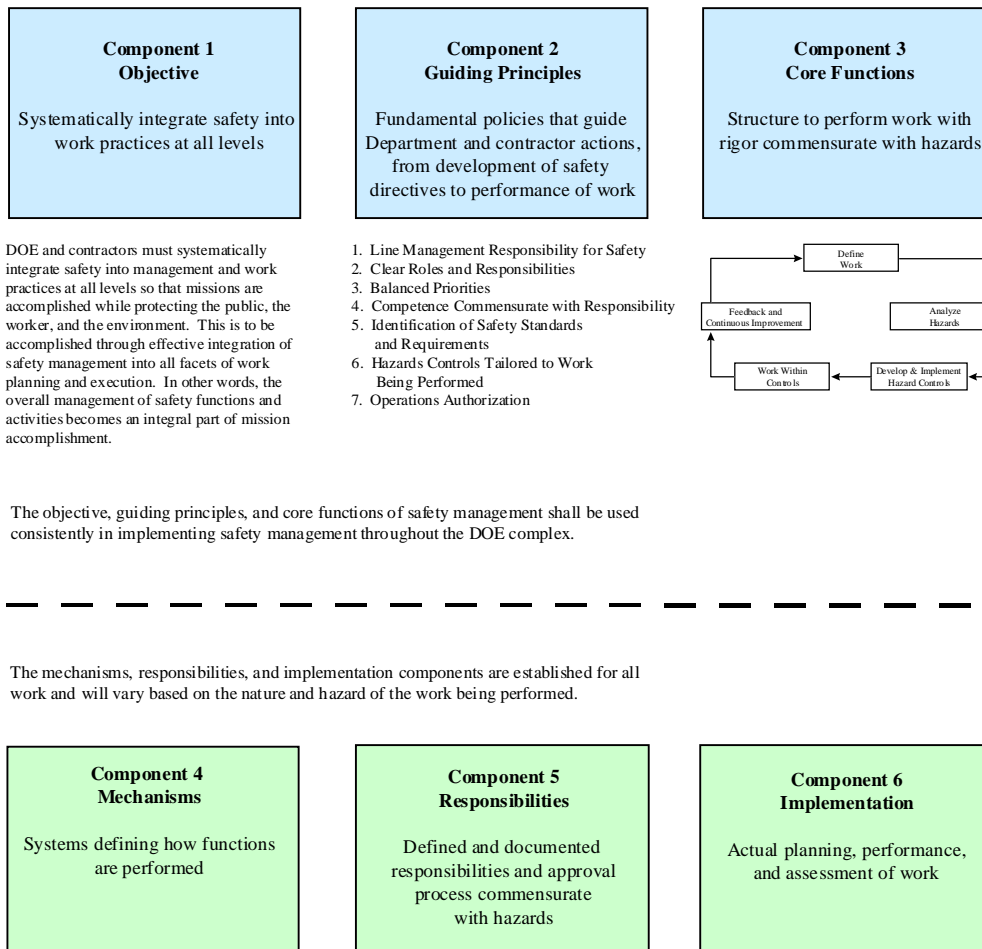 Component 1
Objective
Systematically integrate safety into
work practices at all levels
Component 2
Guiding Principles
Fundamental policies that guide
Department and contractor actions,
from development of safety
directives to performance of work
Component 3
Core Functions
Structure to perform work with
rigor commensurate with hazards
DOE and contractors must systematically
integrate safety into management and work
practices at all levels so that missions are
accomplished while protecting the public, the
worker, and the environment.  This is to be
accomplished through effective integration of
safety management into all facets of work
planning and execution.  In other words, the
overall management of safety functions and
activities becomes an integral part of mission
accomplishment.
1.  Line Management Responsibility for Safety
2.  Clear Roles and Responsibilities
3.  Balanced Priorities
4.  Competence Commensurate with Responsibility
5.  Identification of Safety Standards
and Requirements
6.  Hazards Controls Tailored to Work
Being Performed
7.  Operations Authorization
Define
Work
Feedback and
Continuous Improvement
Analyze
Hazards
Work Within
Controls
Develop & Implement
Hazard Controls
The objective, guiding principles, and core functions of safety management shall be used
consistently in implementing safety management throughout the DOE complex.
The mechanisms, responsibilities, and implementation components are established for all
work and will vary based on the nature and hazard of the work being performed.
Component 4
Mechanisms
Systems defining how functions
are performed
Component 5
Responsibilities
Defined and documented
responsibilities and approval
process commensurate
with hazards
Component 6
Implementation
Actual planning, performance,
and assessment of work